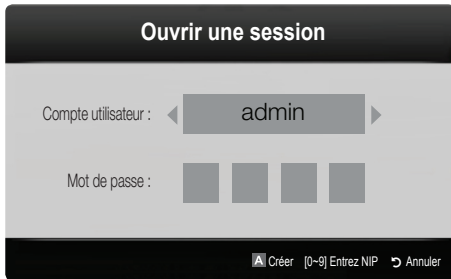 Ouvrir une session
Compte utilisateur : admin
Mot de passe :
A Créer [0~9] Entrez NIP Annuler